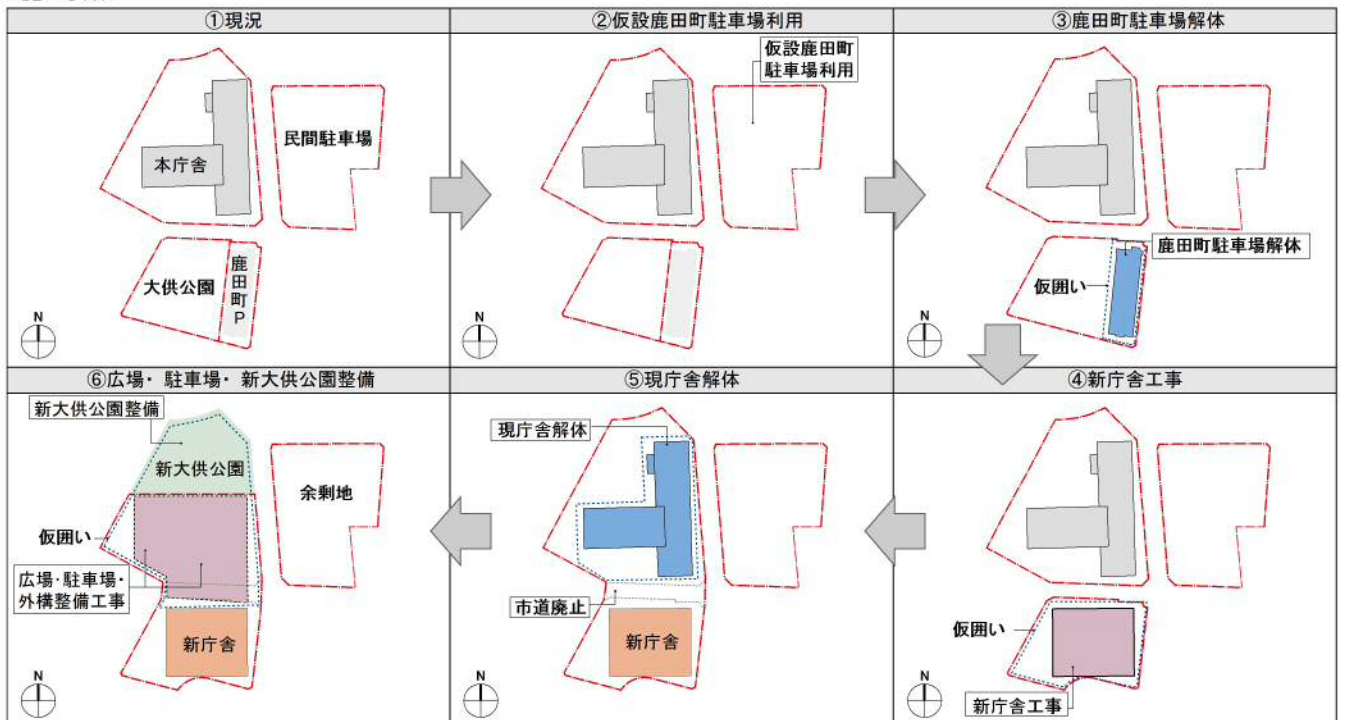 ①現況
②仮設鹿田町駐車場利用
③鹿田町駐車場解体
本庁舎
民間駐車場
大供公園
鹿田町P
N
仮設鹿田町
駐車場利用
N
鹿田町駐車場解体
仮囲い
N
⑥広場・駐車場・新大供公園整備
⑤現庁舎解体
④新庁舎工事
新大供公園整備
新大供公園
余剰地
仮囲い
広場・駐車場・
外構整備工事
新庁舎
N
現庁舎解体
市道廃止
新庁舎
N
仮囲い
新庁舎工事
N